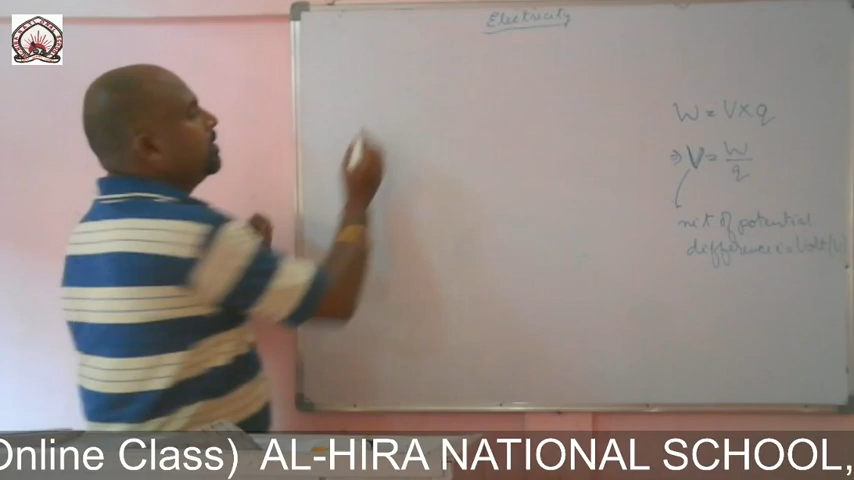 Electricity
W = V x q
⇒ V = W/q
unit of potential
difference is Volt(V)
Online Class) AL-HIRA NATIONAL SCHOOL,